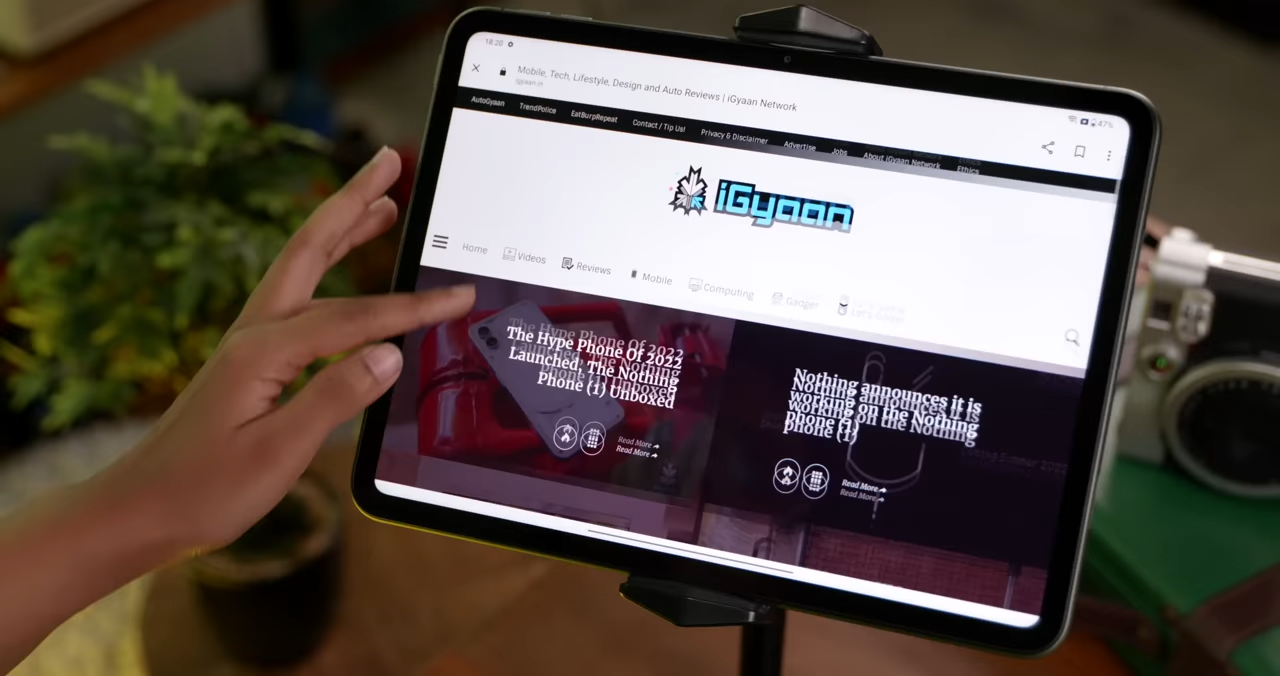 18:20
47%
Mobile, Tech, Lifestyle, Design and Auto Reviews | iGyaan Network
igyaan.in
AutoGyaan TrendPolice EatBurpRepeat Contact / Tip Us! Privacy & Disclaimer Advertise Jobs About iGyaan Network Ethics
iGyaan
Home Videos Reviews Mobile Computing Gadget
The Hype Phone Of 2022
Launched, The Nothing
Phone (1) Unboxed
Read More
Nothing announces it is
working on the Nothing
phone (1)
Read More